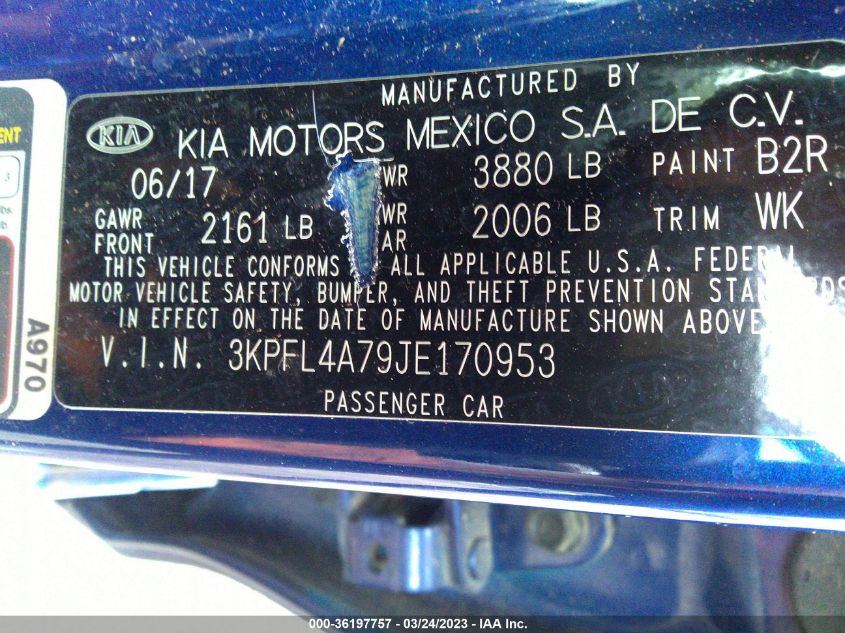 MANUFACTURED BY
KIA KIA MOTORS MEXICO S.A. DE C.V.
06/17 WR 3880 LB PAINT B2R
GAWR FRONT 2161 LB WR AR 2006 LB TRIM WK
THIS VEHICLE CONFORMS ALL APPLICABLE U.S.A. FEDERAL
MOTOR VEHICLE SAFETY, BUMPER, AND THEFT PREVENTION STANDARDS
IN EFFECT ON THE DATE OF MANUFACTURE SHOWN ABOVE
V.I.N. 3KPFL4A79JE170953
PASSENGER CAR
A970
000-36197757 - 03/24/2023 - IAA Inc.